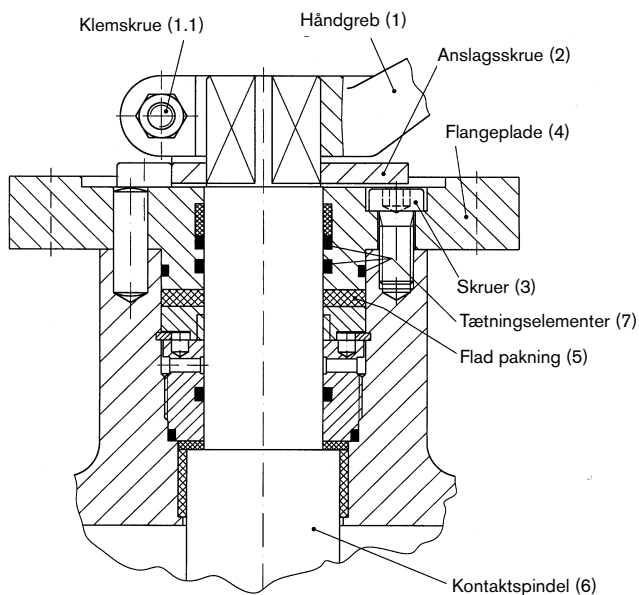 Klemskrue (1.1)
Håndgreb (1)
Anslagsskrue (2)
Flangeplade (4)
Skruer (3)
Tætningselementer (7)
Flad pakning (5)
Kontaktspindel (6)